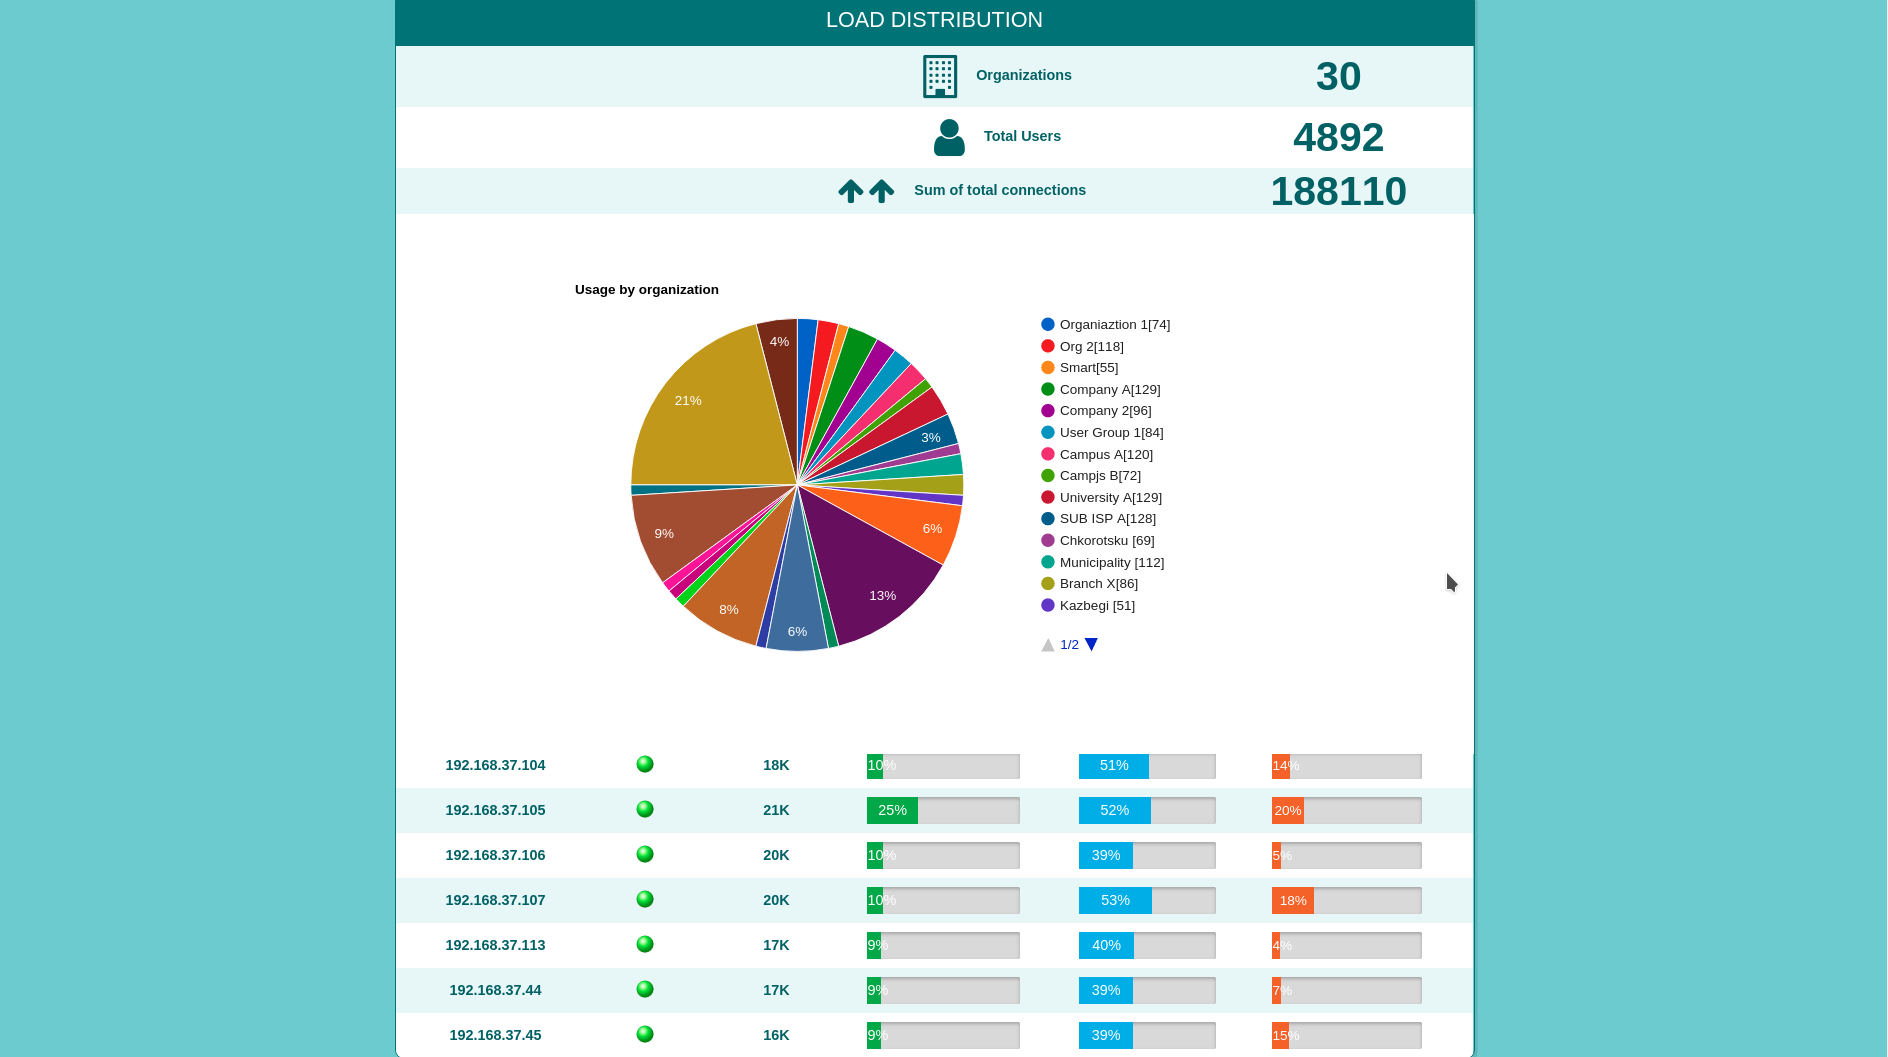 LOAD DISTRIBUTION
Organizations 30
Total Users 4892
Sum of total connections 188110
Usage by organization
4%
21%
3%
9%
6%
13%
8%
6%
Organiaztion 1[74]
Org 2[118]
Smart[55]
Company A[129]
Company 2[96]
User Group 1[84]
Campus A[120]
Campjs B[72]
University A[129]
SUB ISP A[128]
Chkorotsku [69]
Municipality [112]
Branch X[86]
Kazbegi [51]
1/2
192.168.37.104 18K 10% 51% 14%
192.168.37.105 21K 25% 52% 20%
192.168.37.106 20K 10% 39% 5%
192.168.37.107 20K 10% 53% 18%
192.168.37.113 17K 9% 40% 4%
192.168.37.44 17K 9% 39% 7%
192.168.37.45 16K 9% 39% 15%